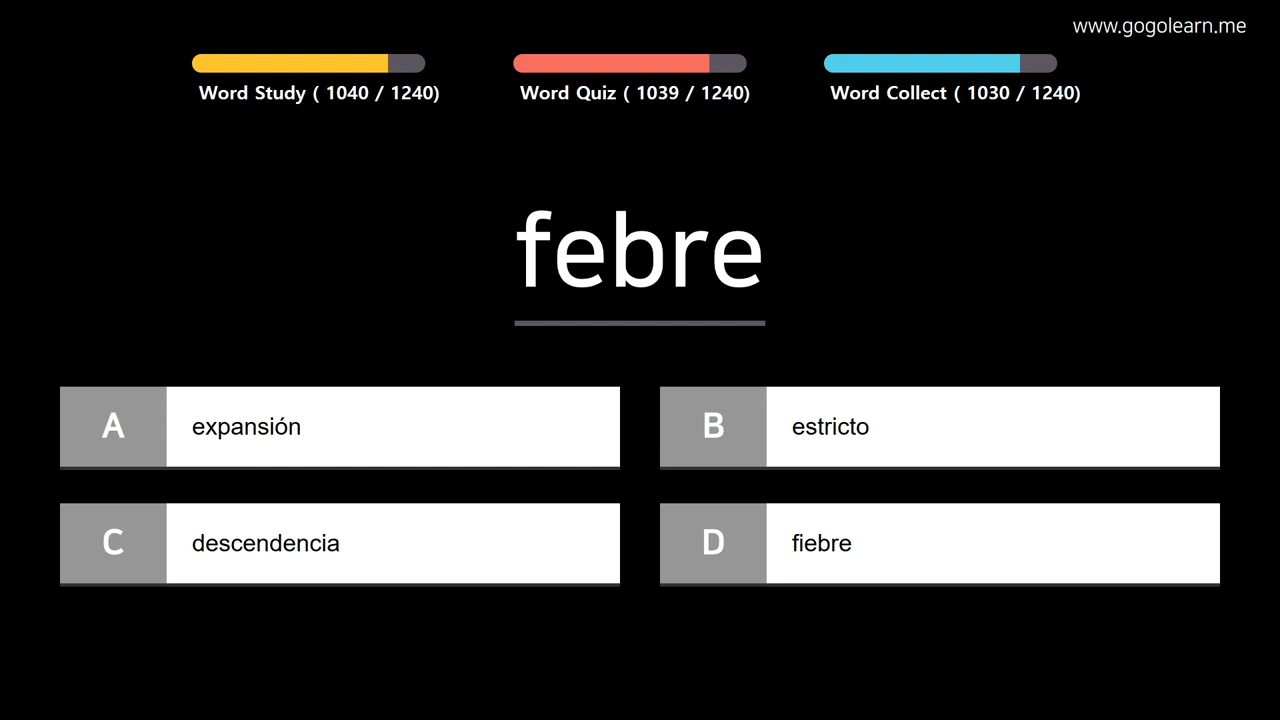 www.gogolearn.me
Word Study ( 1040 / 1240)
Word Quiz ( 1039 / 1240)
Word Collect ( 1030 / 1240)
febre
A
expansión
B
estricto
C
descendencia
D
fiebre